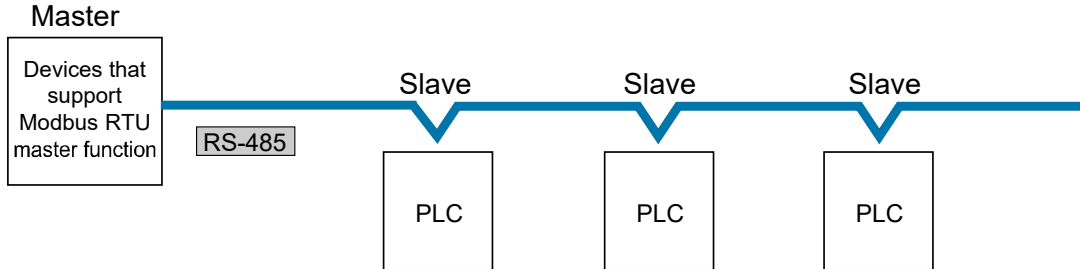 Master
Devices that
support
Modbus RTU
master function
RS-485
Slave
Slave
Slave
PLC
PLC
PLC